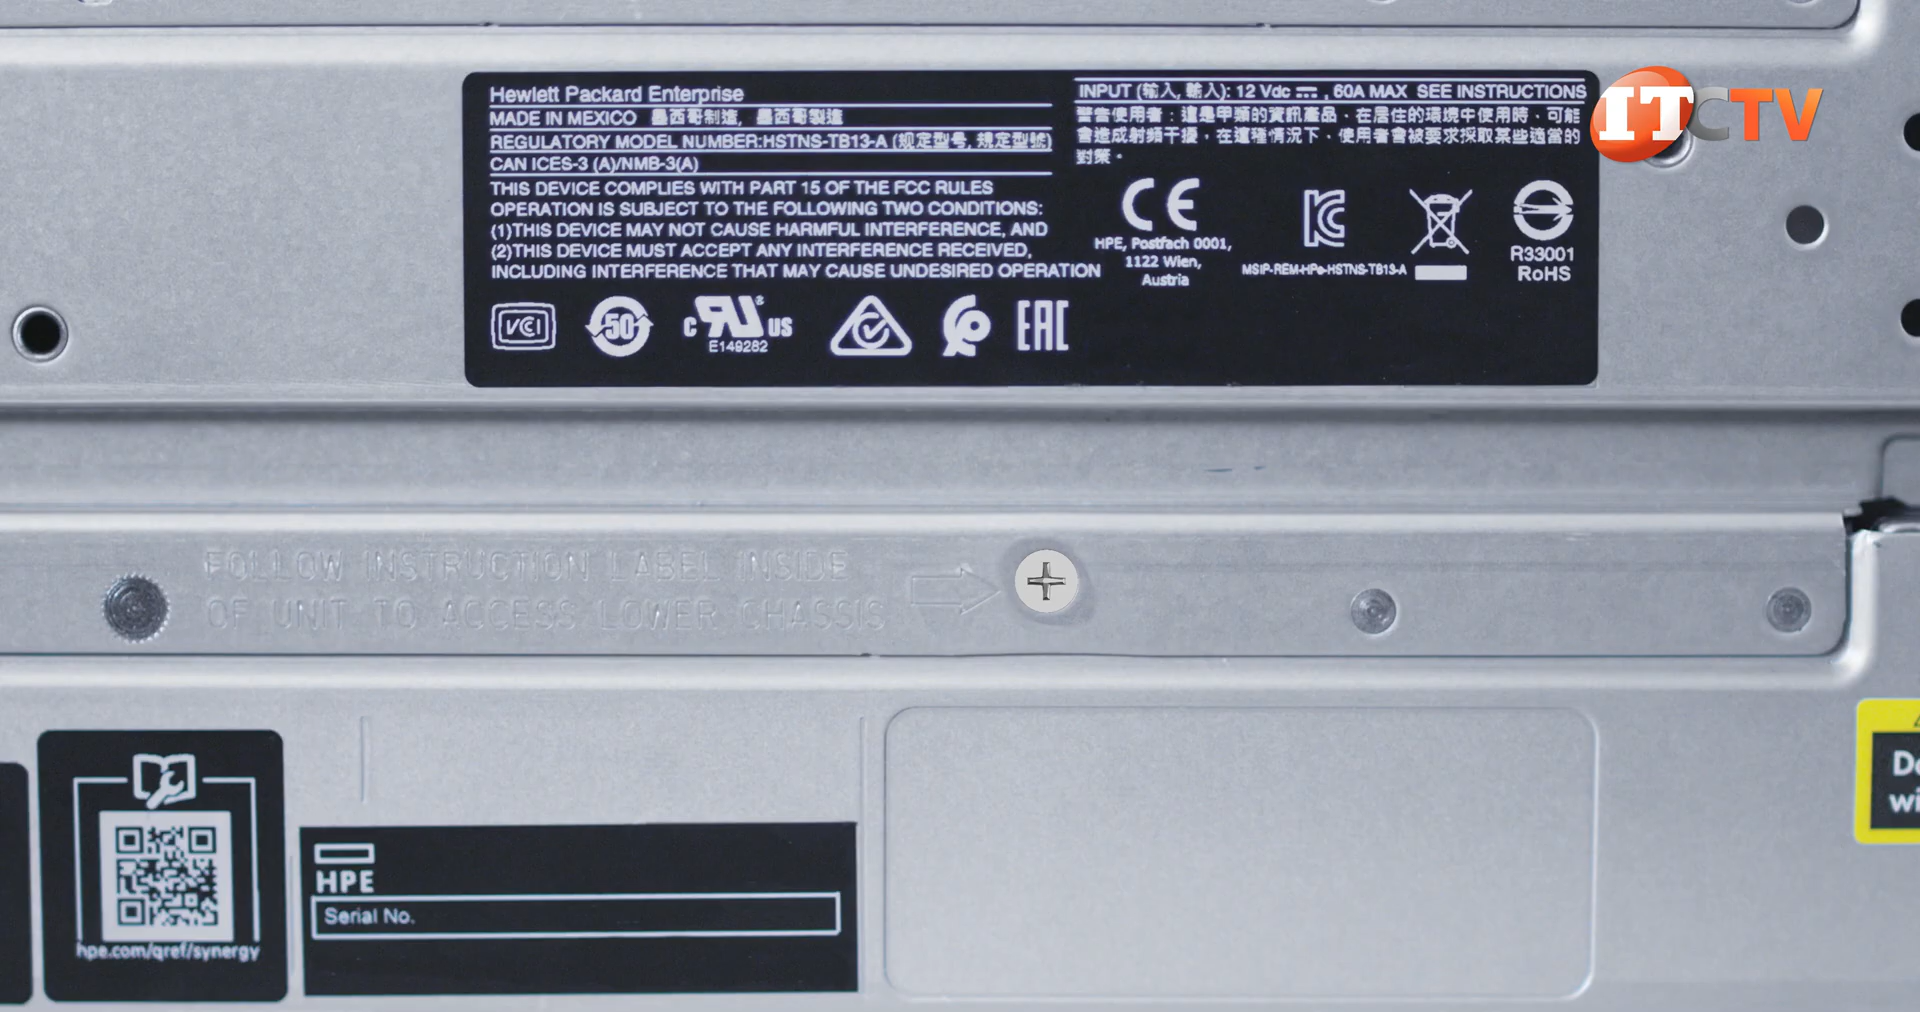 Hewlett Packard Enterprise
MADE IN MEXICO 墨西哥制造, 墨西哥製造
REGULATORY MODEL NUMBER:HSTNS-TB13-A (规定型号, 規定型號)
CAN ICES-3 (A)/NMB-3(A)
THIS DEVICE COMPLIES WITH PART 15 OF THE FCC RULES
OPERATION IS SUBJECT TO THE FOLLOWING TWO CONDITIONS:
(1)THIS DEVICE MAY NOT CAUSE HARMFUL INTERFERENCE, AND
(2)THIS DEVICE MUST ACCEPT ANY INTERFERENCE RECEIVED,
INCLUDING INTERFERENCE THAT MAY CAUSE UNDESIRED OPERATION
VCI
50
C US
E149282
EAC
INPUT (输入, 輸入): 12 Vdc ⎓, 60A MAX SEE INSTRUCTIONS
警告使用者：這是甲類的資訊產品，在居住的環境中使用時，可能
會造成射頻干擾，在這種情況下，使用者會被要求採取某些適當的
對策。
CE
HPE, Postfach 0001,
1122 Wien,
Austria
MSIP-REM-HPe-HSTNS-TB13-A
R33001
RoHS
ITCTV
FOLLOW INSTRUCTION LABEL INSIDE
OF UNIT TO ACCESS LOWER CHASSIS
hpe.com/qref/synergy
HPE
Serial No.